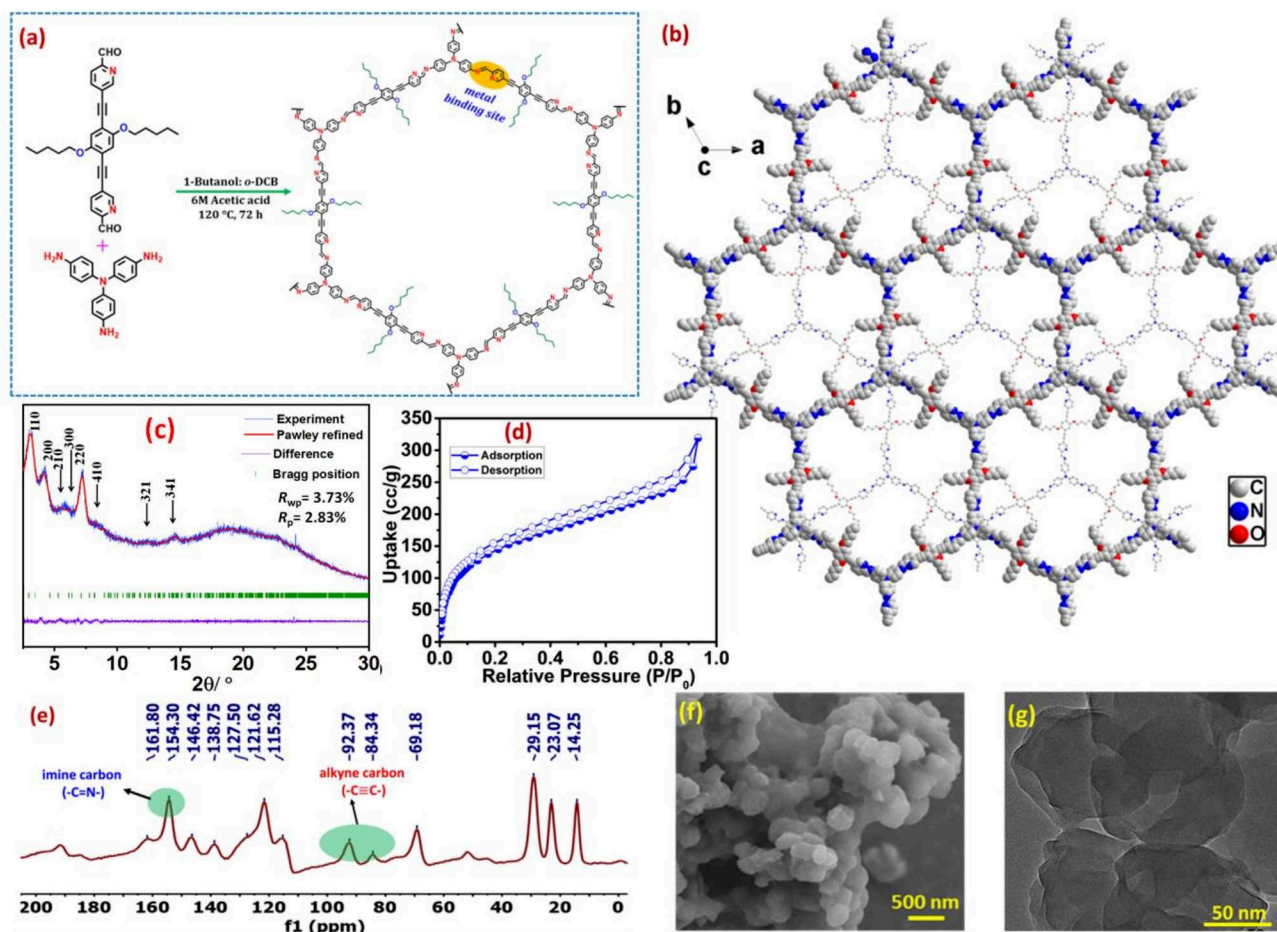 (a)
CHO
N
O
O
N
CHO
+
H₂N
NH₂
N
NH₂
1-Butanol: o-DCB
6M Acetic acid
120 °C, 72 h
metal
binding site
(b)
b
a
c
C
N
O
(c)
110
200
210
300
220
410
321
341
Experiment
Pawley refined
Difference
Bragg position
Rwp= 3.73%
Rp= 2.83%
5 10 15 20 25 30
2θ/ °
(d)
Adsorption
Desorption
Uptake (cc/g)
350
300
250
200
150
100
50
0
0.0 0.2 0.4 0.6 0.8 1.0
Relative Pressure (P/P₀)
(e)
161.80
154.30
146.42
138.75
127.50
121.62
115.28
92.37
84.34
69.18
29.15
23.07
14.25
imine carbon
(-C=N-)
alkyne carbon
(-C≡C-)
200 180 160 140 120 100 80 60 40 20 0
f1 (ppm)
(f)
500 nm
(g)
50 nm